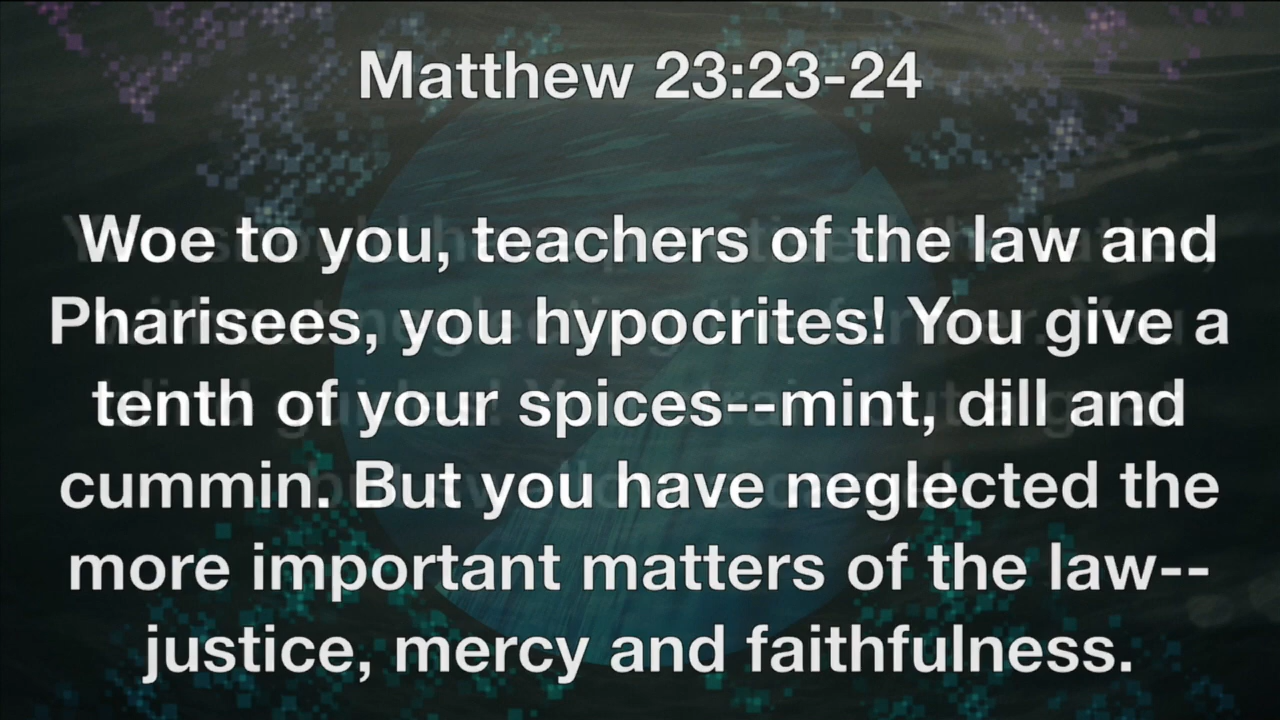 Matthew 23:23-24
Woe to you, teachers of the law and
Pharisees, you hypocrites! You give a
tenth of your spices--mint, dill and
cummin. But you have neglected the
more important matters of the law--
justice, mercy and faithfulness.